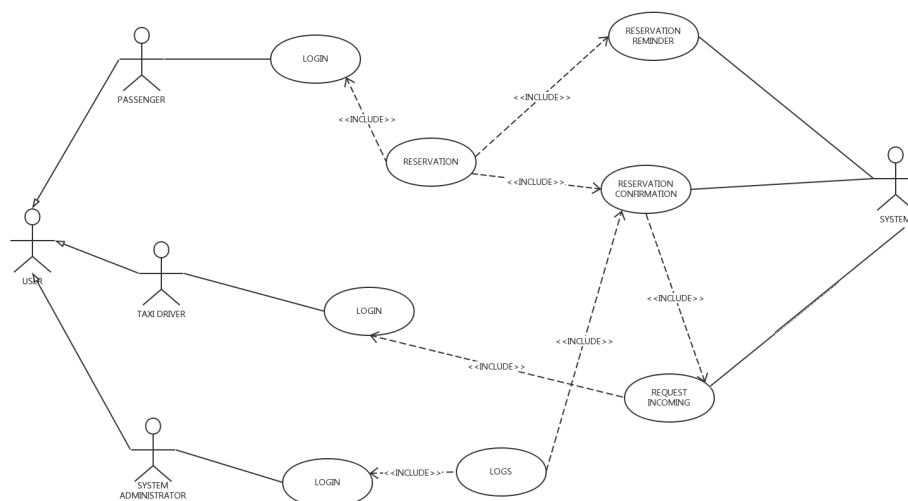 RESERVATION
REMINDER
LOGIN
PASSENGER
<<INCLUDE>>
<<INCLUDE>>
RESERVATION
<<INCLUDE>>
RESERVATION
CONFIRMATION
SYSTEM
USER
TAXI DRIVER
LOGIN
<<INCLUDE>>
<<INCLUDE>>
<<INCLUDE>>
REQUEST
INCOMING
SYSTEM
ADMINISTRATOR
LOGIN
<<INCLUDE>>
LOGS